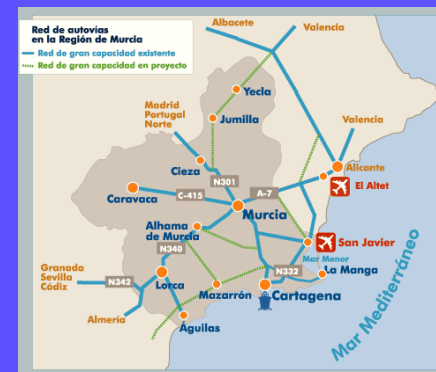 Red de autovías
en la Región de Murcia
Red de gran capacidad existente
Red de gran capacidad en proyecto
Albacete
Valencia
Yecla
Jumilla
Madrid
Portugal
Norte
Valencia
Cieza
Alicante
N301
El Altet
Caravaca
C-415
A-7
Murcia
Alhama
de Murcia
San Javier
N340
Mar Menor
Granada
Sevilla
Cádiz
N342
Lorca
N332
La Manga
Mazarrón
Cartagena
Almería
Águilas
Mar Mediterráneo